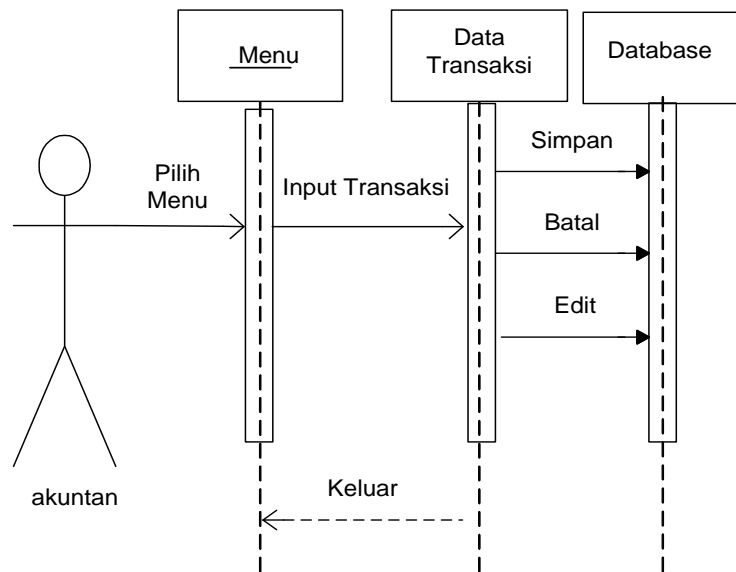 Menu
Data
Transaksi
Database
Simpan
Pilih
Menu
Input Transaksi
Batal
Edit
Keluar
akuntan